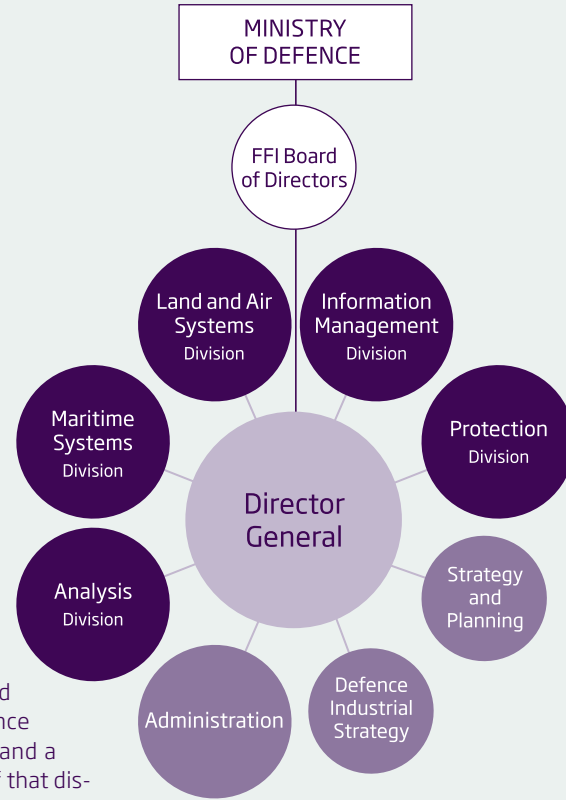 MINISTRY
OF DEFENCE
FFI Board
of Directors
Land and Air
Systems
Division
Information
Management
Division
Maritime
Systems
Division
Protection
Division
Director
General
Analysis
Division
Strategy
and
Planning
Administration
Defence
Industrial
Strategy
and a
that dis-